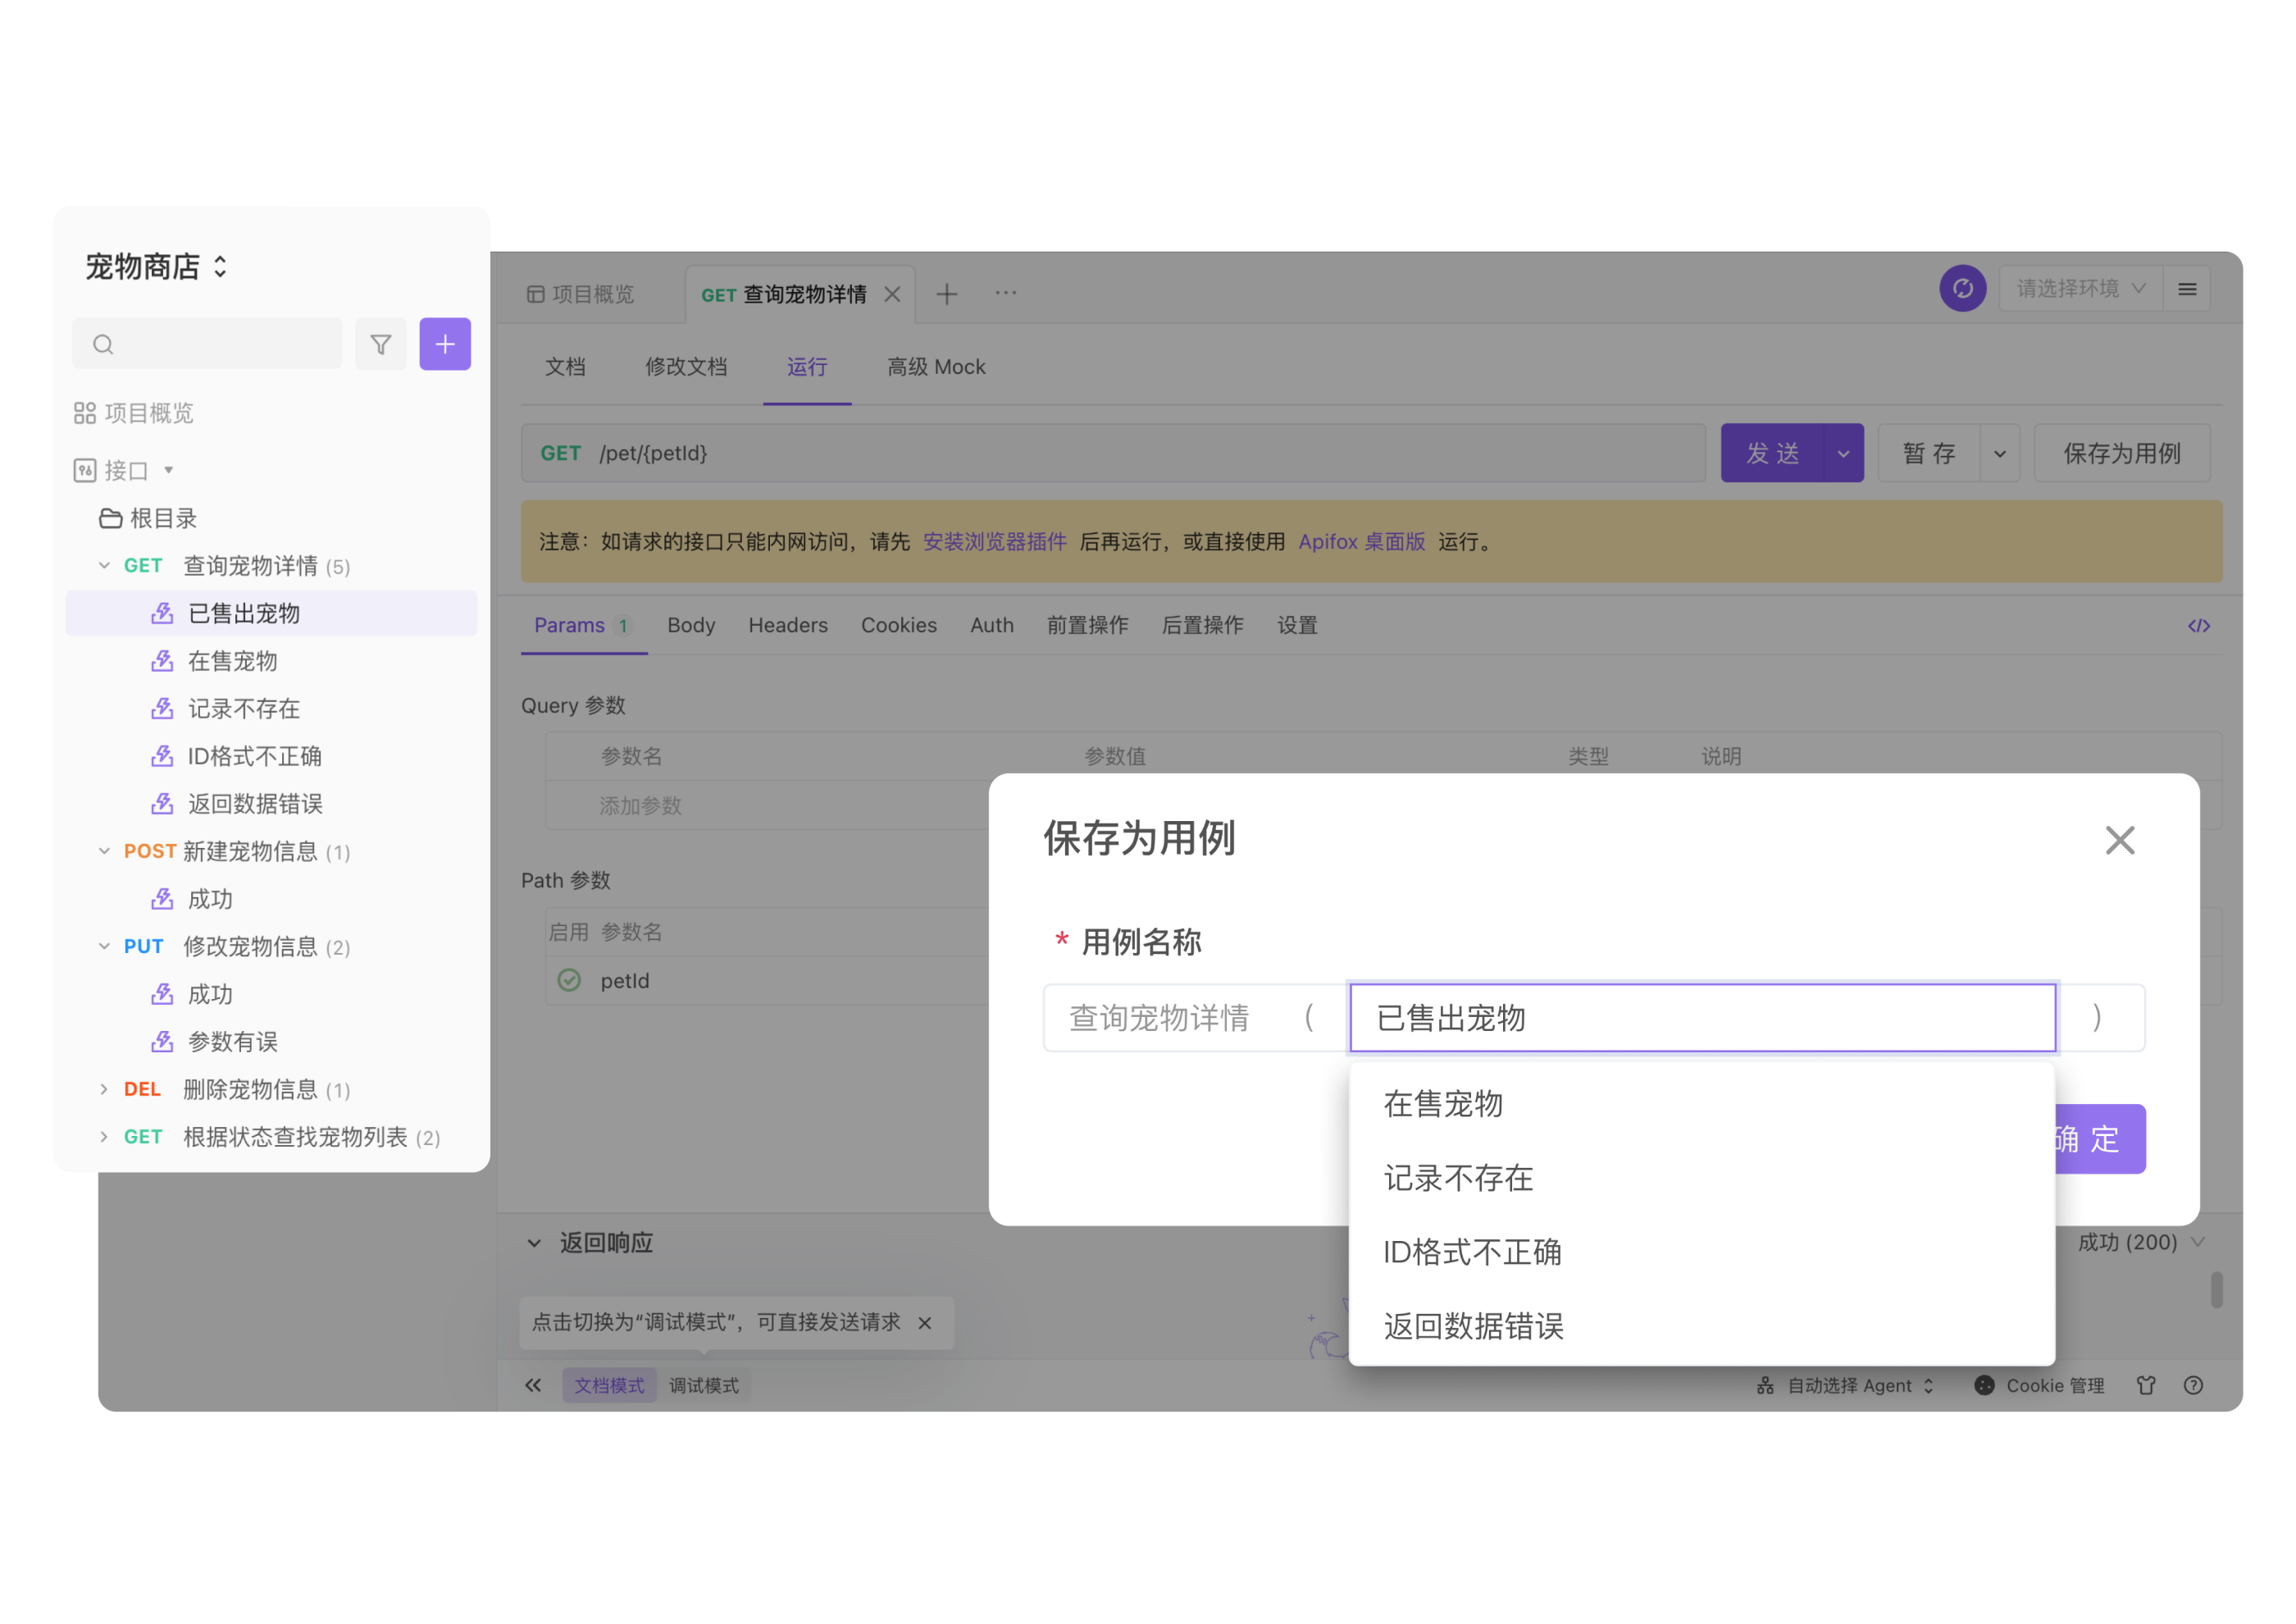 宠物商店
项目概览
接口
根目录
GET 查询宠物详情 (5)
已售出宠物
在售宠物
记录不存在
ID格式不正确
返回数据错误
POST 新建宠物信息 (1)
成功
PUT 修改宠物信息 (2)
成功
参数有误
DEL 删除宠物信息 (1)
GET 根据状态查找宠物列表 (2)
项目概览 GET 查询宠物详情 ··· 请选择环境
文档 修改文档 运行 高级 Mock
GET /pet/{petId} 发送 暂存 保存为用例
注意：如请求的接口只能内网访问，请先 安装浏览器插件 后再运行，或直接使用 Apifox 桌面版 运行。
Params 1 Body Headers Cookies Auth 前置操作 后置操作 设置 </>
Query 参数
参数名 参数值 类型 说明
添加参数
Path 参数
启用 参数名
petId
保存为用例
* 用例名称
查询宠物详情 ( 已售出宠物 )
在售宠物
记录不存在
ID格式不正确
返回数据错误
确 定
返回响应 成功 (200)
点击切换为“调试模式”，可直接发送请求
文档模式 调试模式 自动选择 Agent Cookie 管理